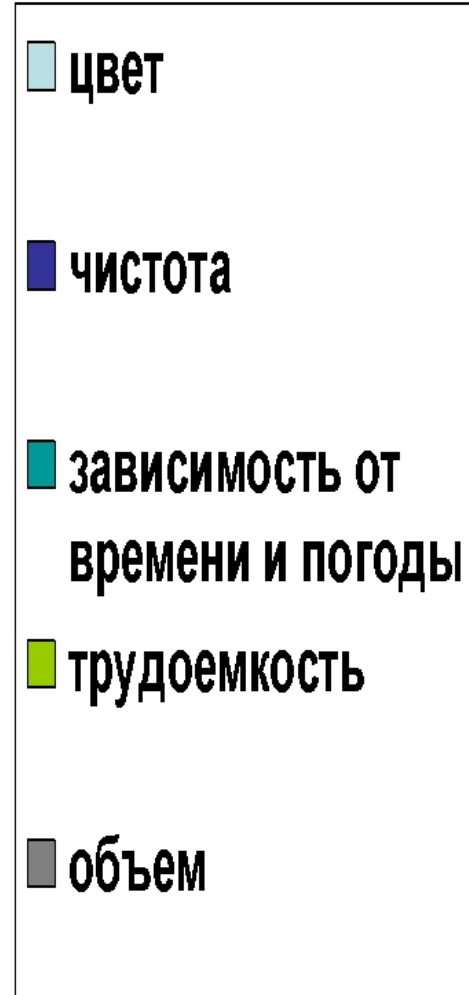 цвет
чистота
зависимость от
времени и погоды
трудоемкость
объем